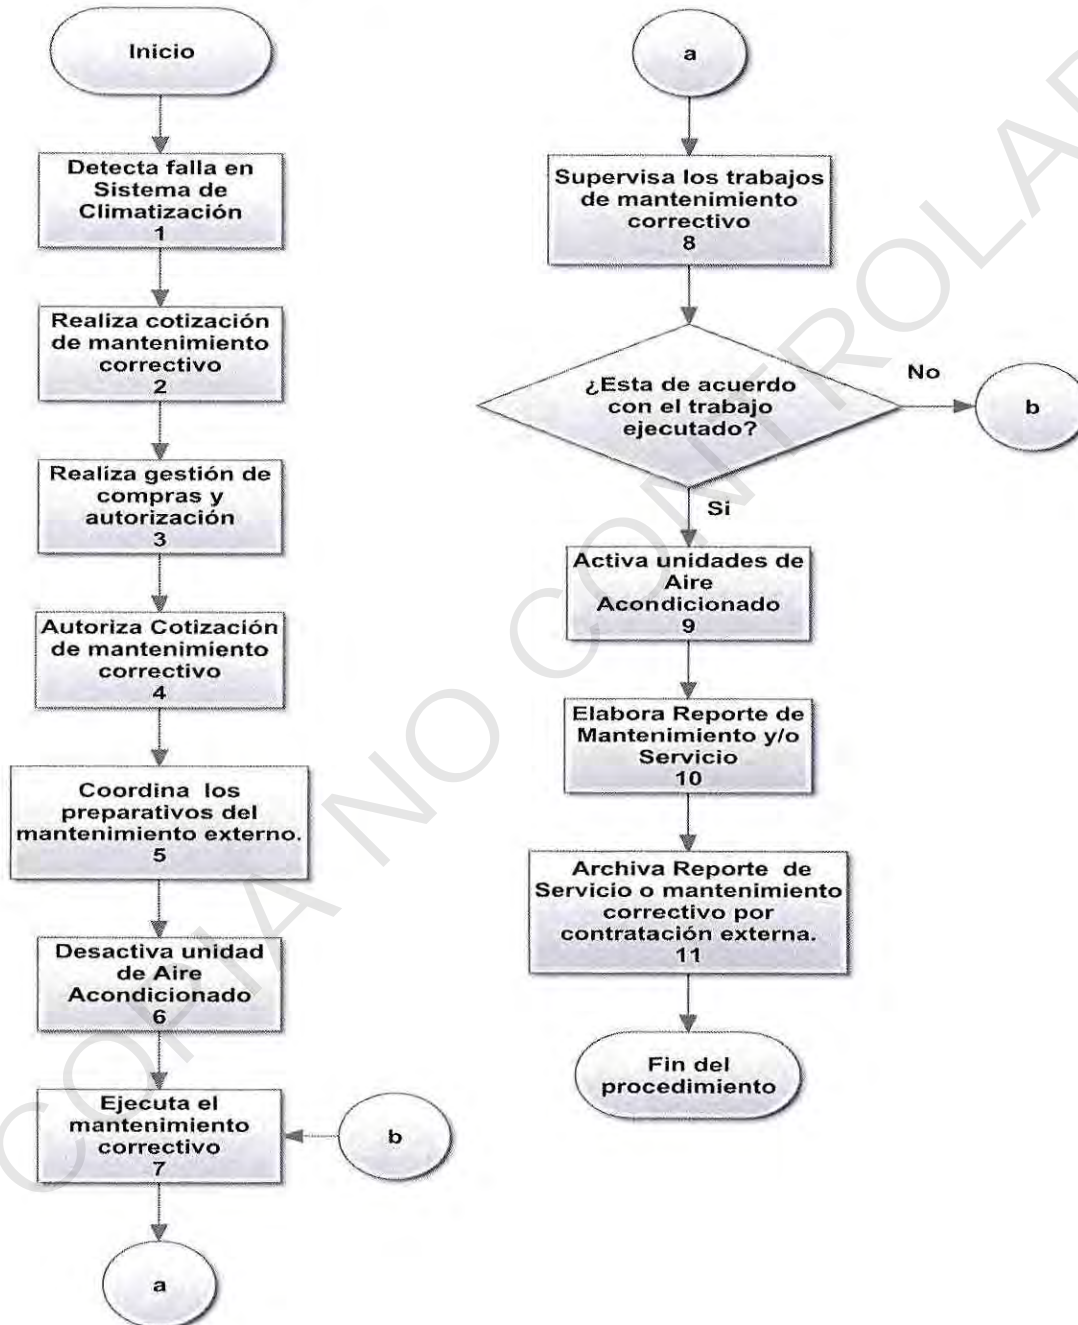 Inicio
Detecta falla en
Sistema de
Climatización
1
Realiza cotización
de mantenimiento
correctivo
2
Realiza gestión de
compras y
autorización
3
Autoriza Cotización
de mantenimiento
correctivo
4
Coordina los
preparativos del
mantenimiento externo.
5
Desactiva unidad
de Aire
Acondicionado
6
Ejecuta el
mantenimiento
correctivo
7
b
a
a
Supervisa los trabajos
de mantenimiento
correctivo
8
¿Esta de acuerdo
con el trabajo
ejecutado?
No
b
Si
Activa unidades de
Aire
Acondicionado
9
Elabora Reporte de
Mantenimiento y/o
Servicio
10
Archiva Reporte de
Servicio o mantenimiento
correctivo por
contratación externa.
11
Fin del
procedimiento
COPIA NO CONTROLAD